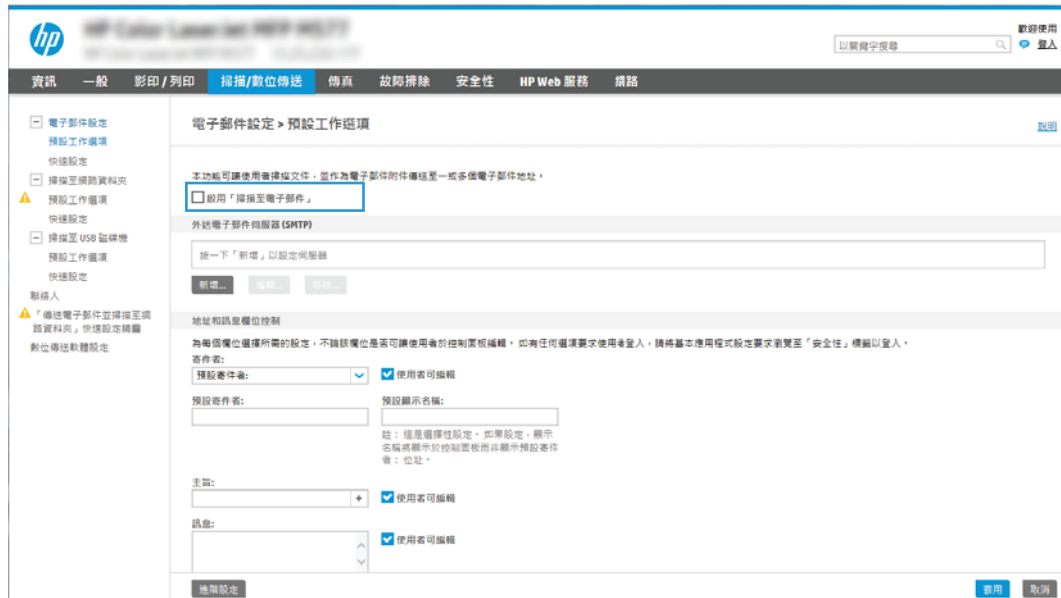 hp
歡迎使用
以關鍵字搜尋
登入
資訊 一般 影印 / 列印 掃描/數位傳送 傳真 故障排除 安全性 HP Web 服務 網路
電子郵件設定
預設工作選項
快速設定
掃描至網路資料夾
預設工作選項
快速設定
掃描至 USB 磁碟機
預設工作選項
快速設定
聯絡人
「傳送電子郵件並掃描至網
路資料夾」快速設定精靈
數位傳送軟體設定
電子郵件設定 > 預設工作選項
說明
本功能可讓使用者掃描文件，並作為電子郵件附件傳送至一或多個電子郵件地址。
啟用「掃描至電子郵件」
外送電子郵件伺服器 (SMTP)
按一下「新增」以設定伺服器
新增... 編輯... 移除...
地址和訊息欄位控制
為每個欄位選擇所需的設定，不論該欄位是否可讓使用者於控制面板編輯。 如有任何選項要求使用者登入，請將基本應用程式設定要求瀏覽至「安全性」標籤以登入。
寄件者:
預設寄件者: 使用者可編輯
預設寄件者: 預設顯示名稱:
註： 這是選擇性設定。 如果設定，顯示
名稱將顯示於控制面板而非顯示預設寄件
者： 位址。
主旨:
使用者可編輯
訊息:
使用者可編輯
進階設定 套用 取消